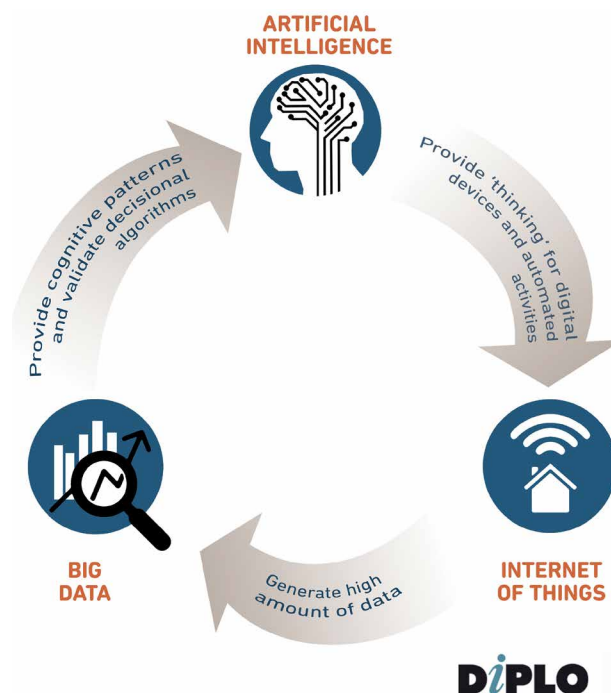 ARTIFICIAL
INTELLIGENCE
Provide 'thinking' for digital
devices and automated
activities
INTERNET
OF THINGS
Generate high
amount of data
BIG
DATA
Provide cognitive patterns
and validate decisional
algorithms
DiPLO